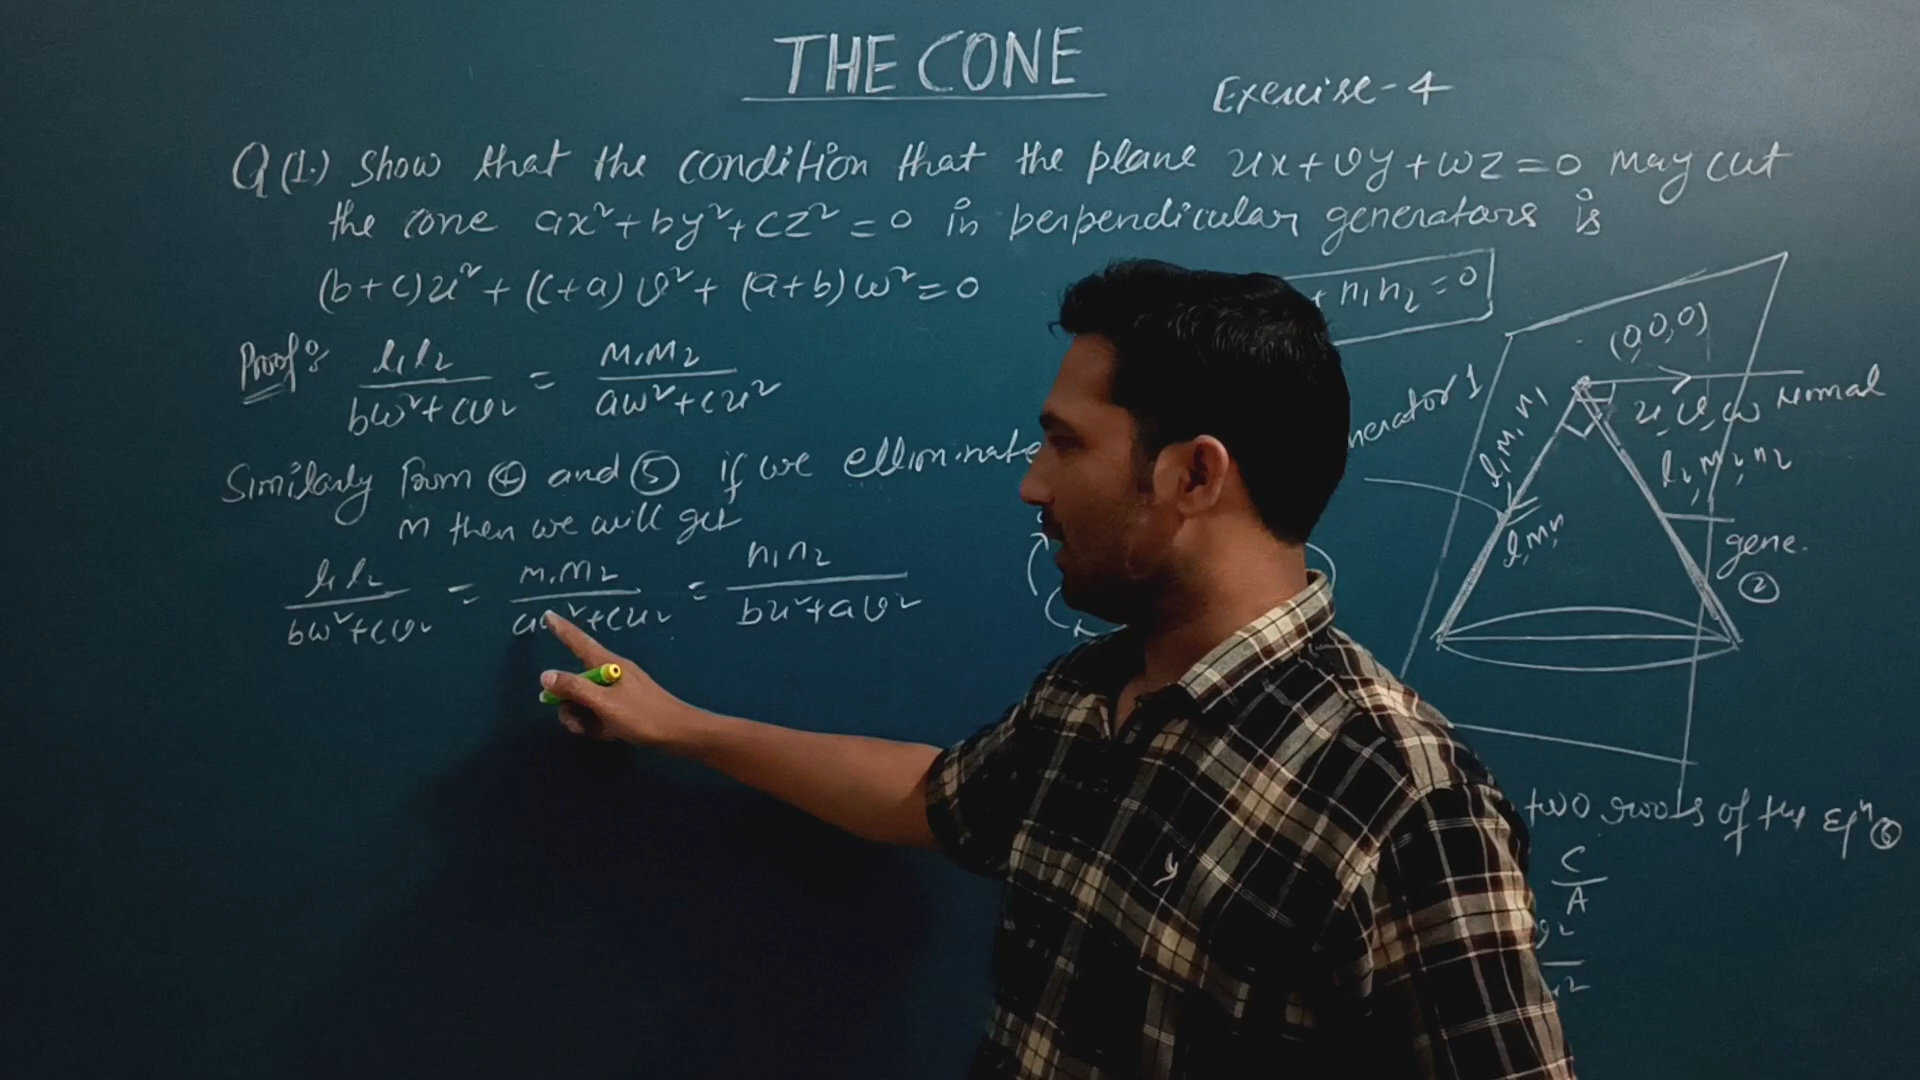 THE CONE
Exercise-4
Q(1.) Show that the condition that the plane ux+vy+wz=0 may cut
the cone ax²+by²+cz²=0 in perpendicular generators is
(b+c)u²+(c+a)v²+(a+b)w²=0
+ n₁n₂=0
Proof: l₁l₂/bw²+cv² = m₁m₂/aw²+cu²
Similarly from ④ and ⑤ if we elliminate
m then we will get
l₁l₂/bw²+cv² = m₁m₂/aw²+cu² = n₁n₂/bu²+av²
(0,0,0)
u,v,w Normal
nerator 1
l₁,m₁,n₁
l₂,m₂,n₂
l,m,n
gene.
②
two roots of the Eqⁿ⑥
C/A